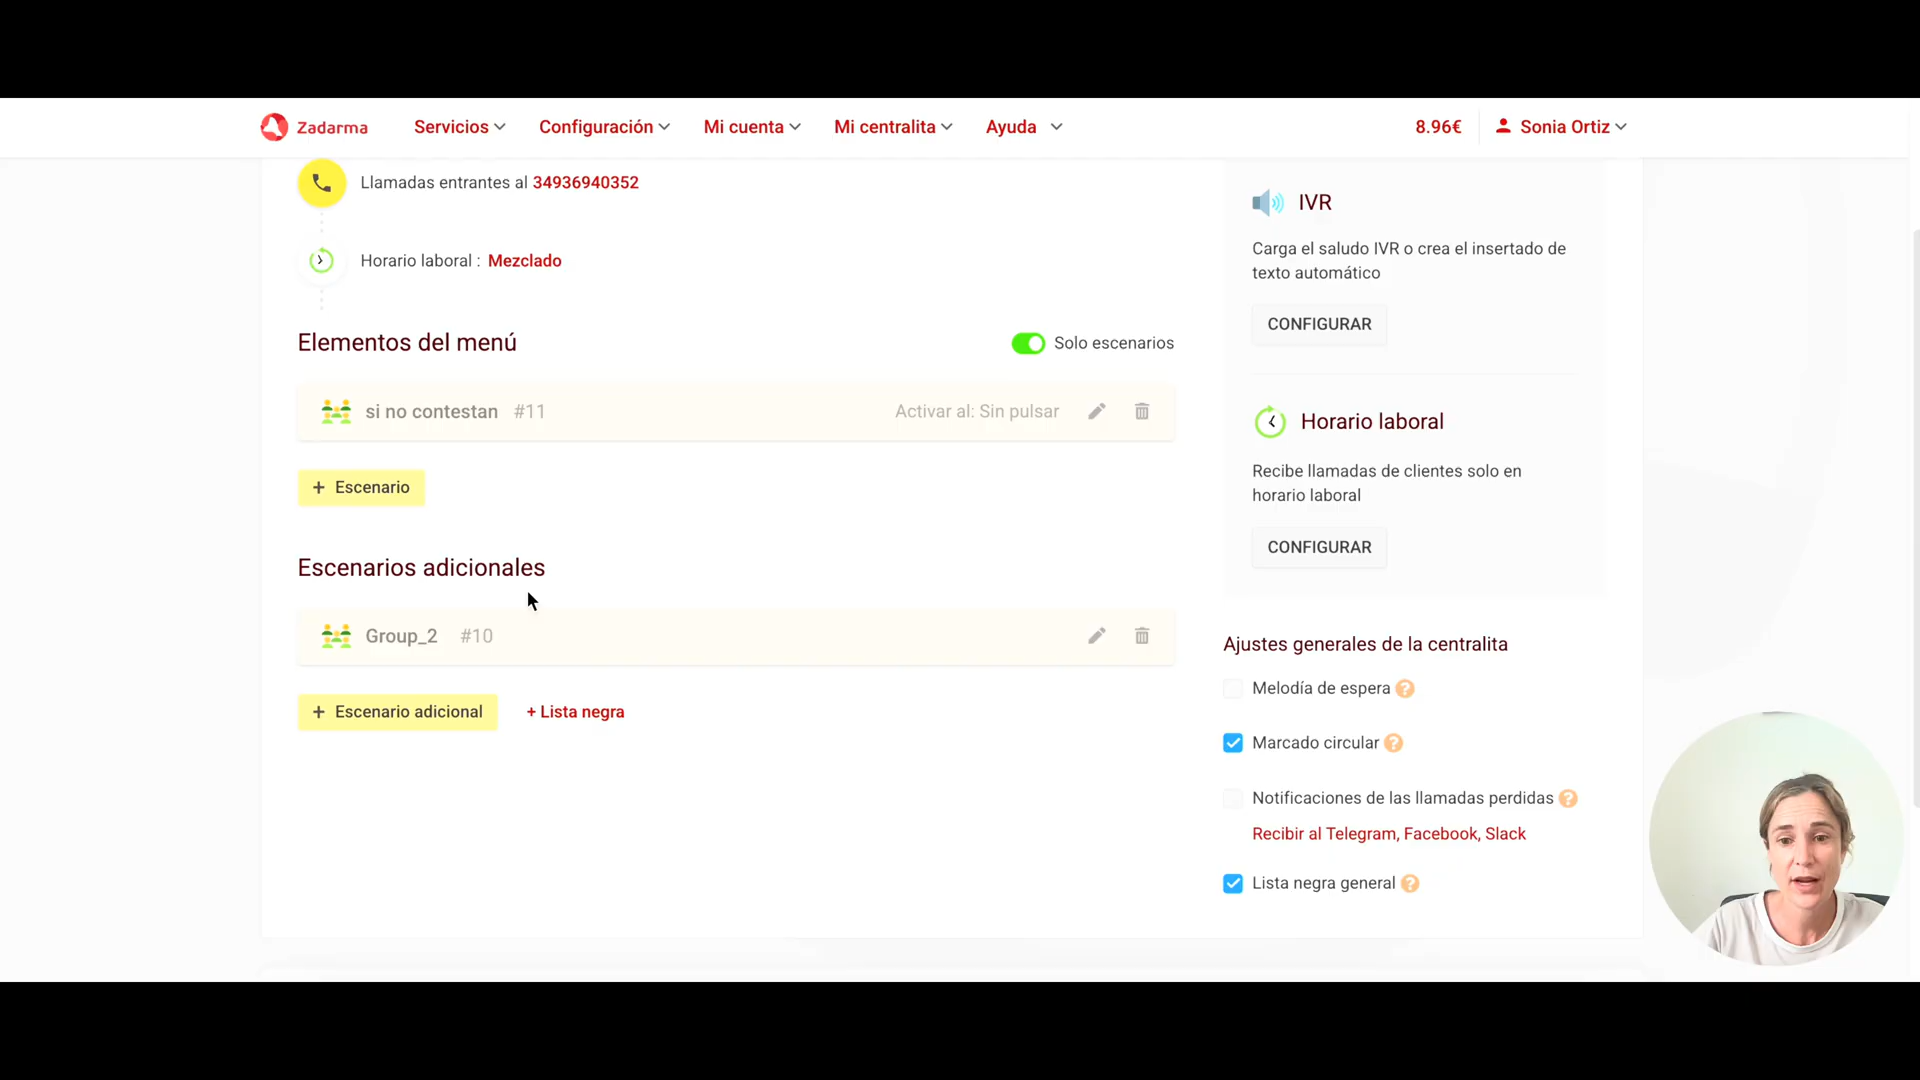 Zadarma Servicios Configuración Mi cuenta Mi centralita Ayuda 8.96€ Sonia Ortiz
Llamadas entrantes al 34936940352
Horario laboral : Mezclado
Elementos del menú Solo escenarios
si no contestan #11 Activar al: Sin pulsar
+ Escenario
Escenarios adicionales
Group_2 #10
+ Escenario adicional + Lista negra
IVR
Carga el saludo IVR o crea el insertado de
texto automático
CONFIGURAR
Horario laboral
Recibe llamadas de clientes solo en
horario laboral
CONFIGURAR
Ajustes generales de la centralita
Melodía de espera ?
Marcado circular ?
Notificaciones de las llamadas perdidas ?
Recibir al Telegram, Facebook, Slack
Lista negra general ?